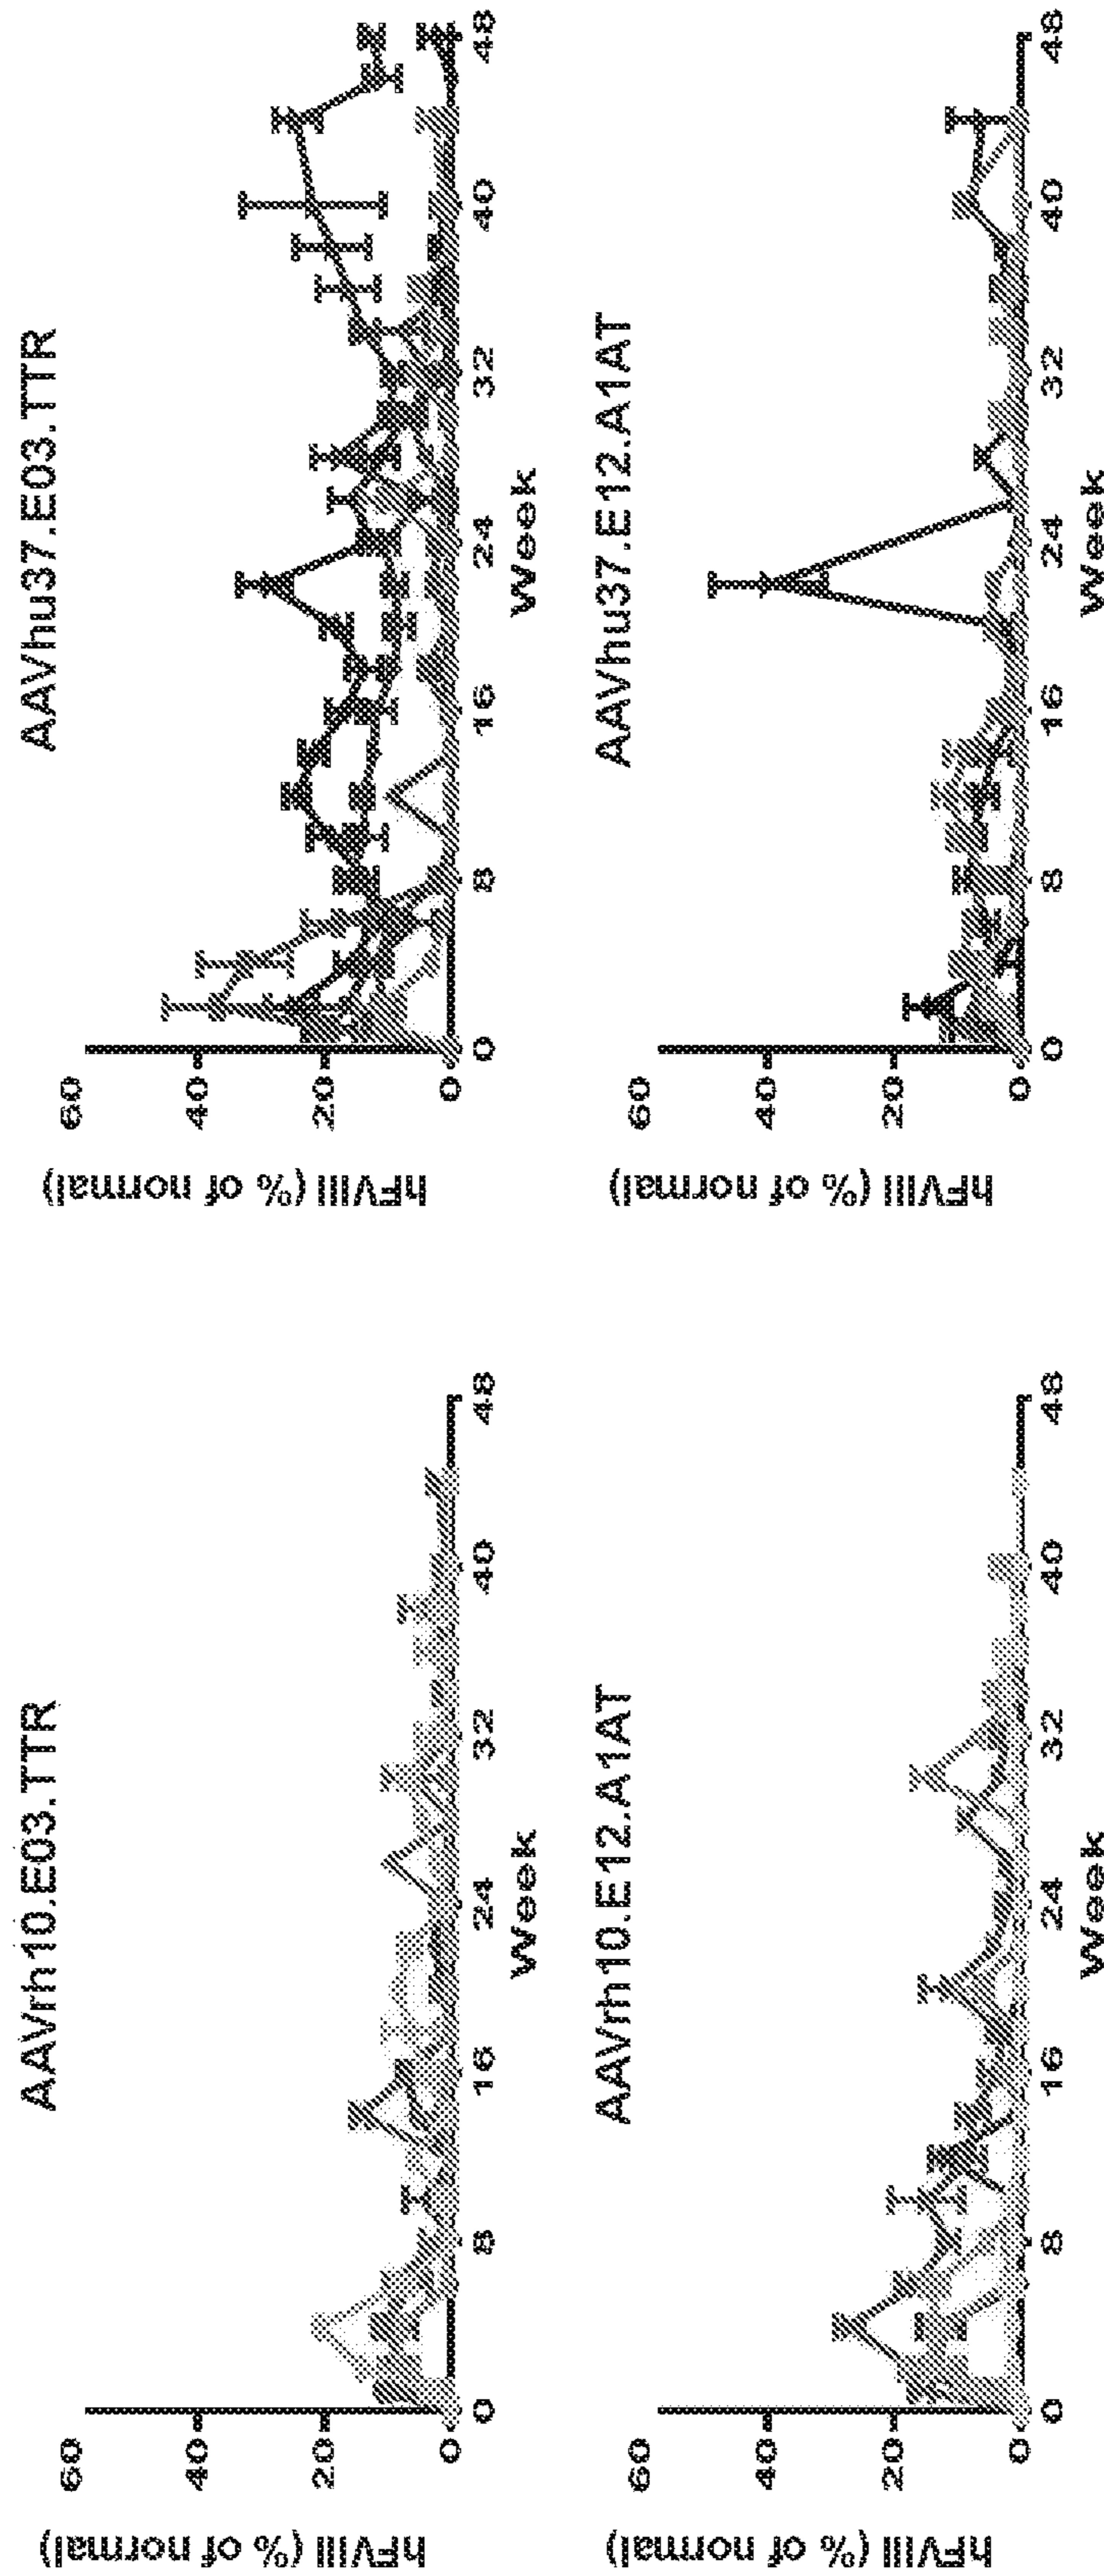 AAVrh10.E03.TTR
hFVIII (% of normal)
60
40
20
0
0 8 16 24 32 40 48
Week
AAVhu37.E03.TTR
hFVIII (% of normal)
60
40
20
0
0 8 16 24 32 40 48
Week
AAVrh10.E12.A1AT
hFVIII (% of normal)
60
40
20
0
0 8 16 24 32 40 48
Week
AAVhu37.E12.A1AT
hFVIII (% of normal)
60
40
20
0
0 8 16 24 32 40 48
Week